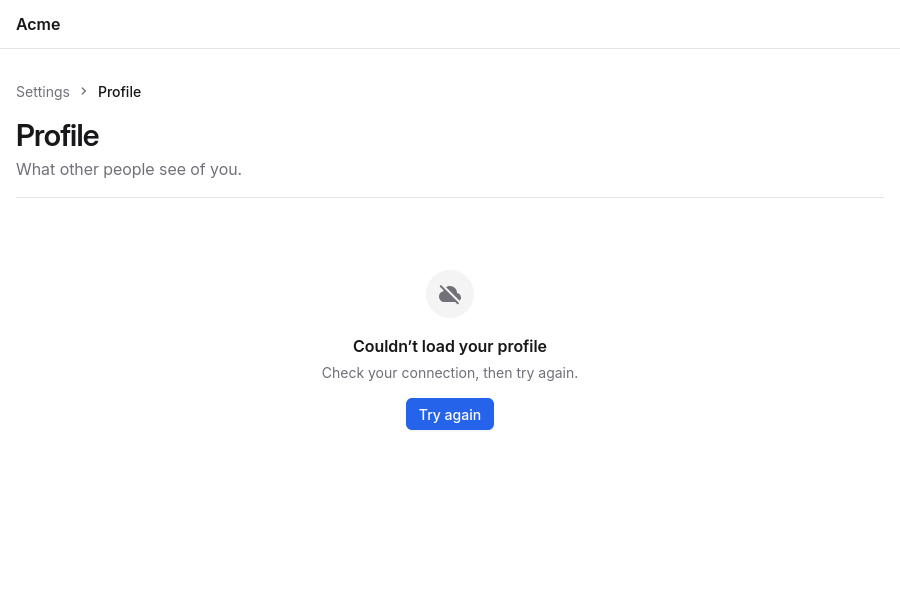 Acme
Settings > Profile
Profile
What other people see of you.
Couldn’t load your profile
Check your connection, then try again.
Try again